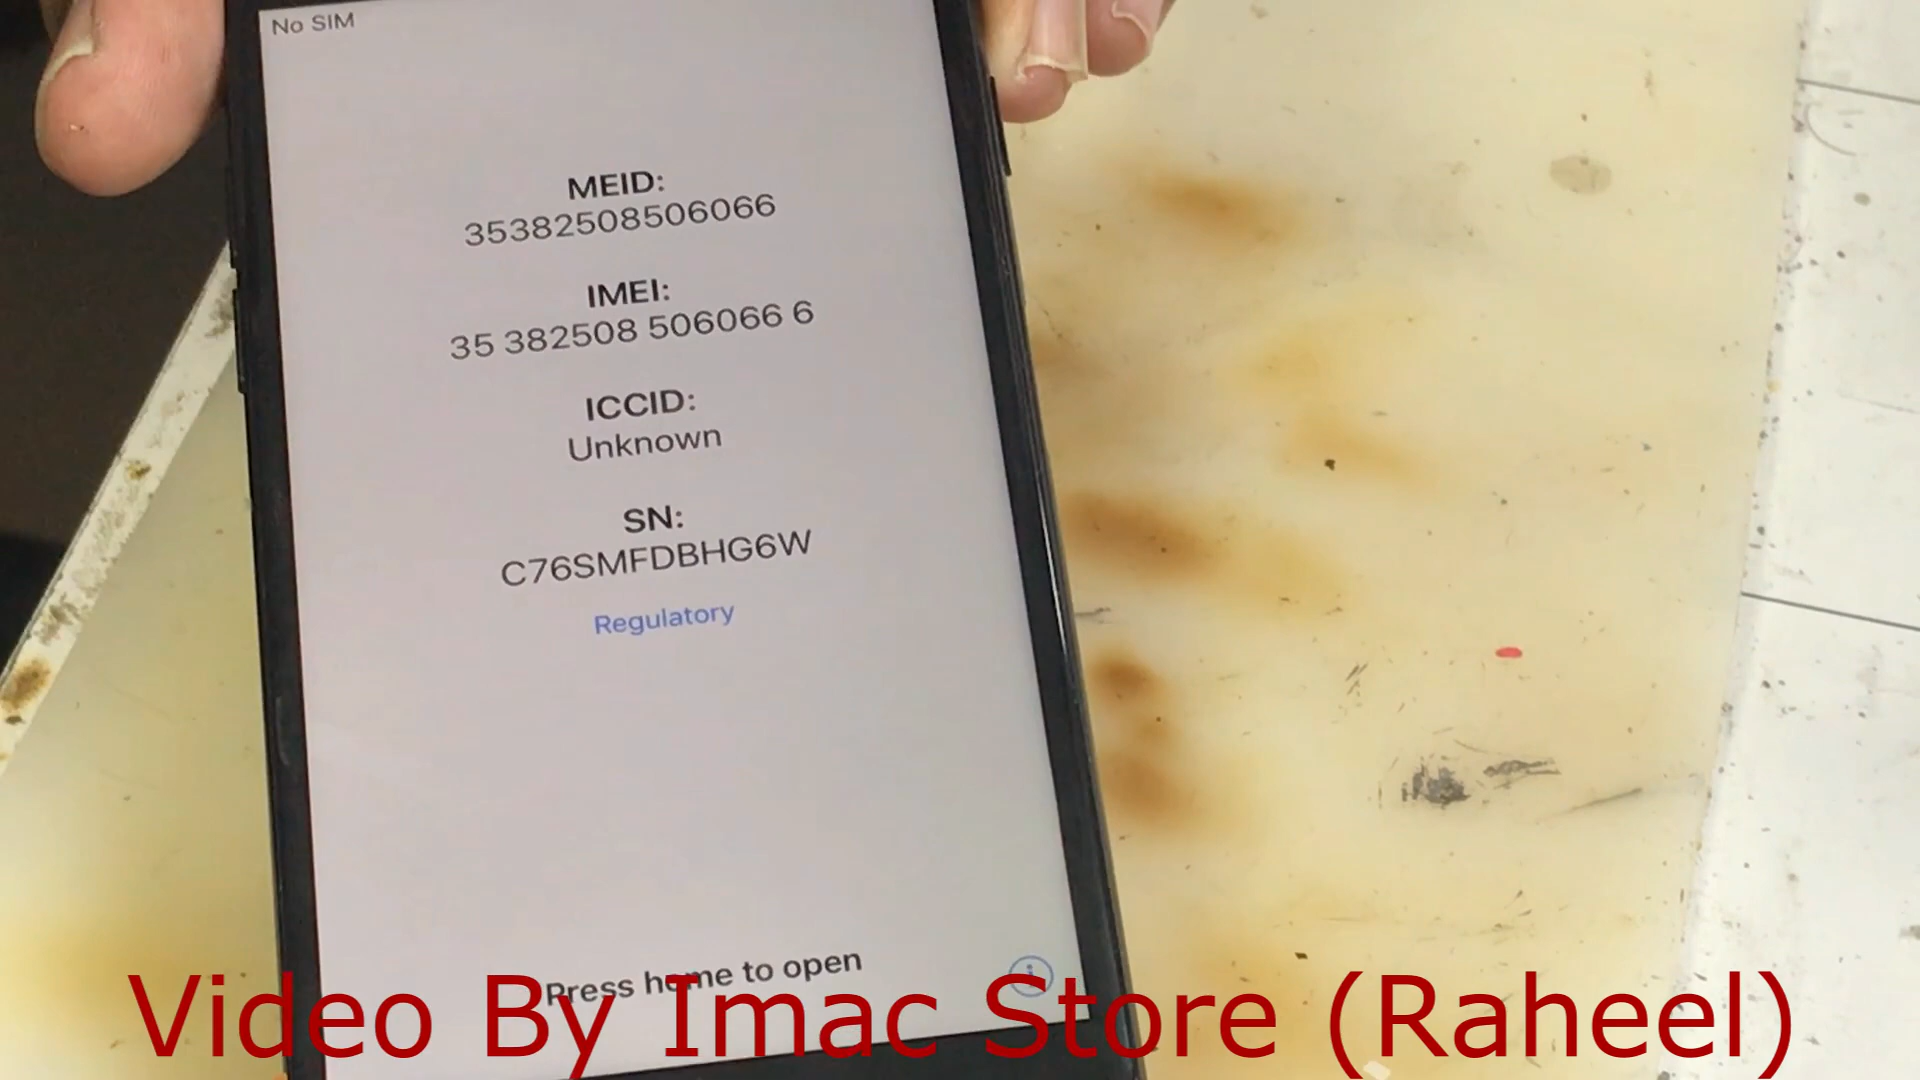 No SIM
MEID:
35382508506066
IMEI:
35 382508 506066 6
ICCID:
Unknown
SN:
C76SMFDBHG6W
Regulatory
Press home to open
Video By Imac Store (Raheel)